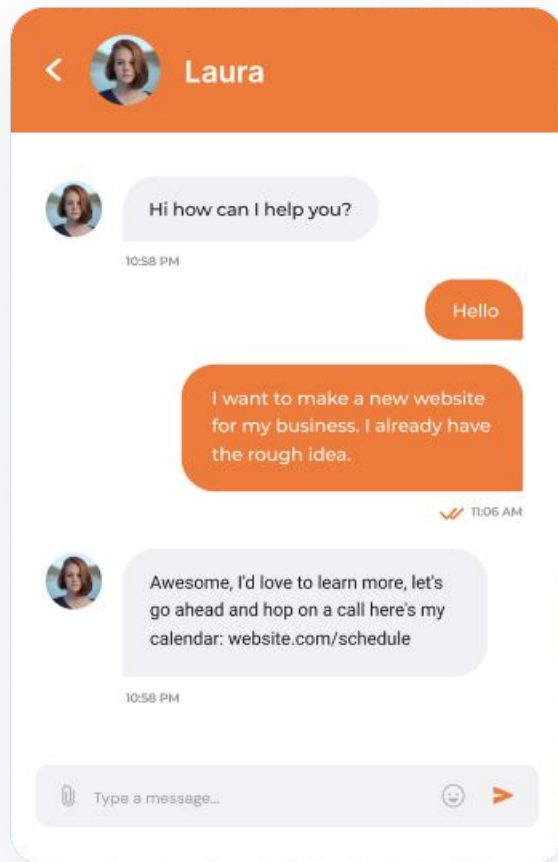 Laura
Hi how can I help you?
10:58 PM
Hello
I want to make a new website
for my business. I already have
the rough idea.
11:06 AM
Awesome, I'd love to learn more, let's
go ahead and hop on a call here's my
calendar: website.com/schedule
10:58 PM
Type a message...